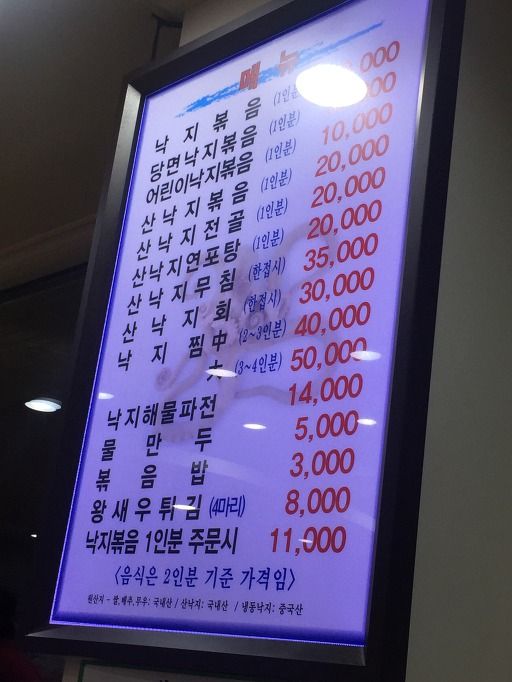 메뉴
낙지볶음 (1인분)
당면낙지볶음 (1인분)
어린이낙지볶음 (1인분) 10,000
산낙지볶음 (1인분) 20,000
산낙지전골 (1인분) 20,000
산낙지연포탕 (1인분) 20,000
산낙지무침 (한접시) 35,000
산낙지회 (한접시) 30,000
낙지찜 中 (2~3인분) 40,000
大 (3~4인분) 50,000
낙지해물파전 14,000
물만두 5,000
볶음밥 3,000
왕새우튀김 (4마리) 8,000
낙지볶음 1인분 주문시 11,000
<음식은 2인분 기준 가격임>
원산지 - 쌀,배추,무우: 국내산 / 산낙지: 국내산 / 냉동낙지: 중국산